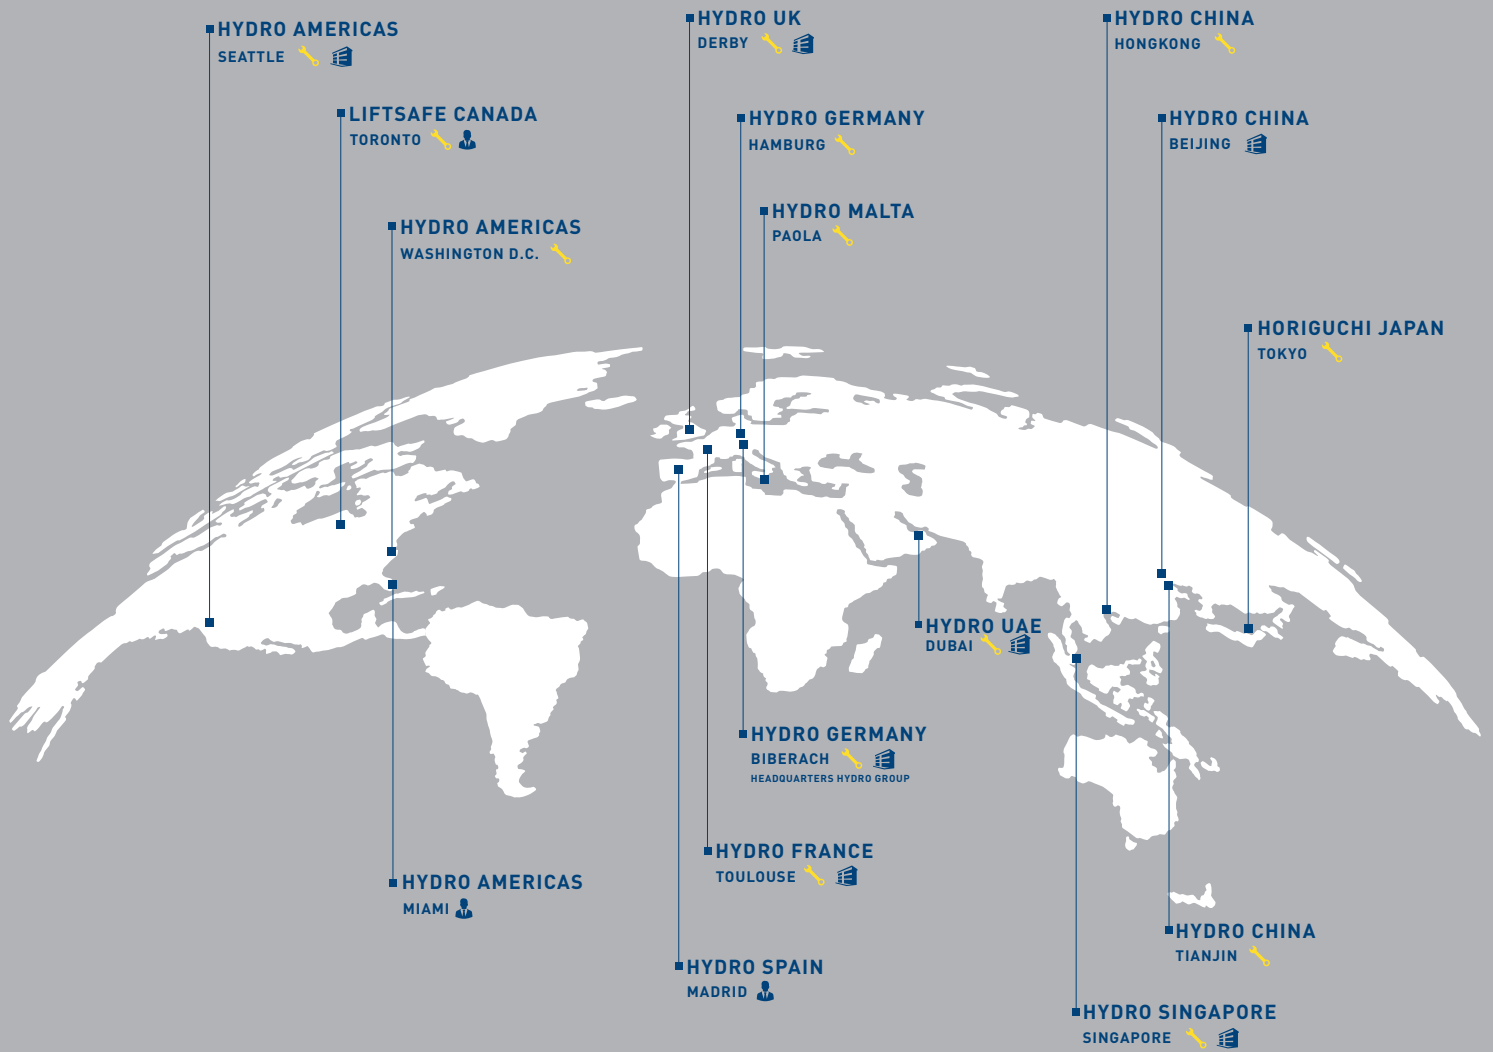 HYDRO AMERICAS
SEATTLE
LIFTSAFE CANADA
TORONTO
HYDRO AMERICAS
WASHINGTON D.C.
HYDRO UK
DERBY
HYDRO GERMANY
HAMBURG
HYDRO MALTA
PAOLA
HYDRO CHINA
HONGKONG
HYDRO CHINA
BEIJING
HORIGUCHI JAPAN
TOKYO
HYDRO UAE
DUBAI
HYDRO GERMANY
BIBERACH
HEADQUARTERS HYDRO GROUP
HYDRO FRANCE
TOULOUSE
HYDRO AMERICAS
MIAMI
HYDRO SPAIN
MADRID
HYDRO CHINA
TIANJIN
HYDRO SINGAPORE
SINGAPORE